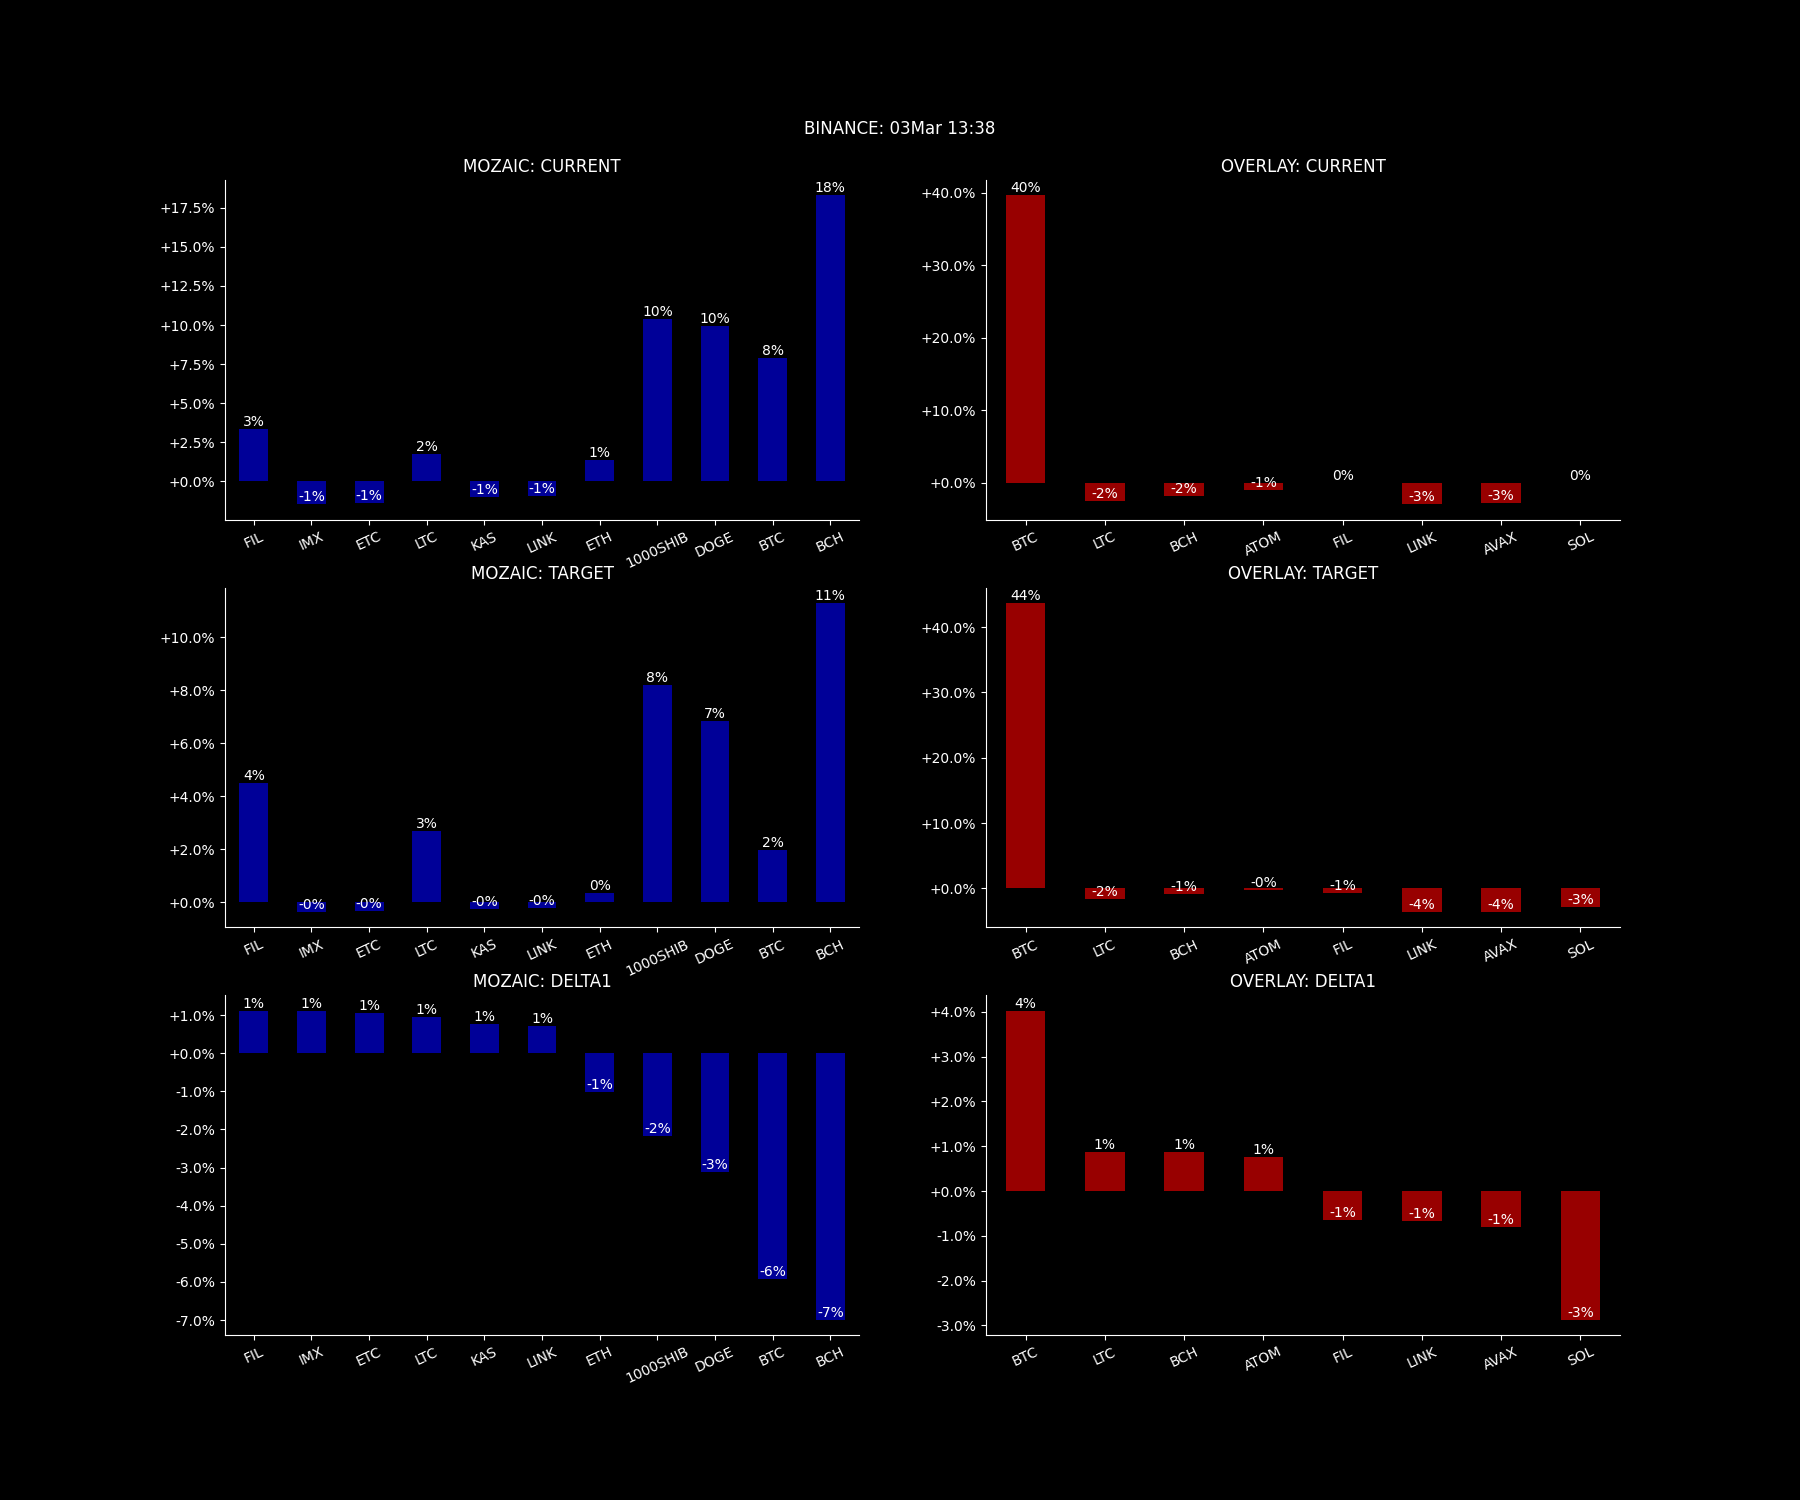 BINANCE: 03Mar 13:38
MOZAIC: CURRENT
+17.5%
+15.0%
+12.5%
+10.0%
+7.5%
+5.0%
+2.5%
+0.0%
3%
-1%
-1%
2%
-1%
-1%
1%
10%
10%
8%
18%
FIL
IMX
ETC
LTC
KAS
LINK
ETH
1000SHIB
DOGE
BTC
BCH
OVERLAY: CURRENT
+40.0%
+30.0%
+20.0%
+10.0%
+0.0%
40%
-2%
-2%
-1%
0%
-3%
-3%
0%
BTC
LTC
BCH
ATOM
FIL
LINK
AVAX
SOL
MOZAIC: TARGET
+10.0%
+8.0%
+6.0%
+4.0%
+2.0%
+0.0%
4%
-0%
-0%
3%
-0%
-0%
0%
8%
7%
2%
11%
FIL
IMX
ETC
LTC
KAS
LINK
ETH
1000SHIB
DOGE
BTC
BCH
OVERLAY: TARGET
+40.0%
+30.0%
+20.0%
+10.0%
+0.0%
44%
-2%
-1%
-0%
-1%
-4%
-4%
-3%
BTC
LTC
BCH
ATOM
FIL
LINK
AVAX
SOL
MOZAIC: DELTA1
+1.0%
+0.0%
-1.0%
-2.0%
-3.0%
-4.0%
-5.0%
-6.0%
-7.0%
1%
1%
1%
1%
1%
1%
-1%
-2%
-3%
-6%
-7%
FIL
IMX
ETC
LTC
KAS
LINK
ETH
1000SHIB
DOGE
BTC
BCH
OVERLAY: DELTA1
+4.0%
+3.0%
+2.0%
+1.0%
+0.0%
-1.0%
-2.0%
-3.0%
4%
1%
1%
1%
-1%
-1%
-1%
-3%
BTC
LTC
BCH
ATOM
FIL
LINK
AVAX
SOL